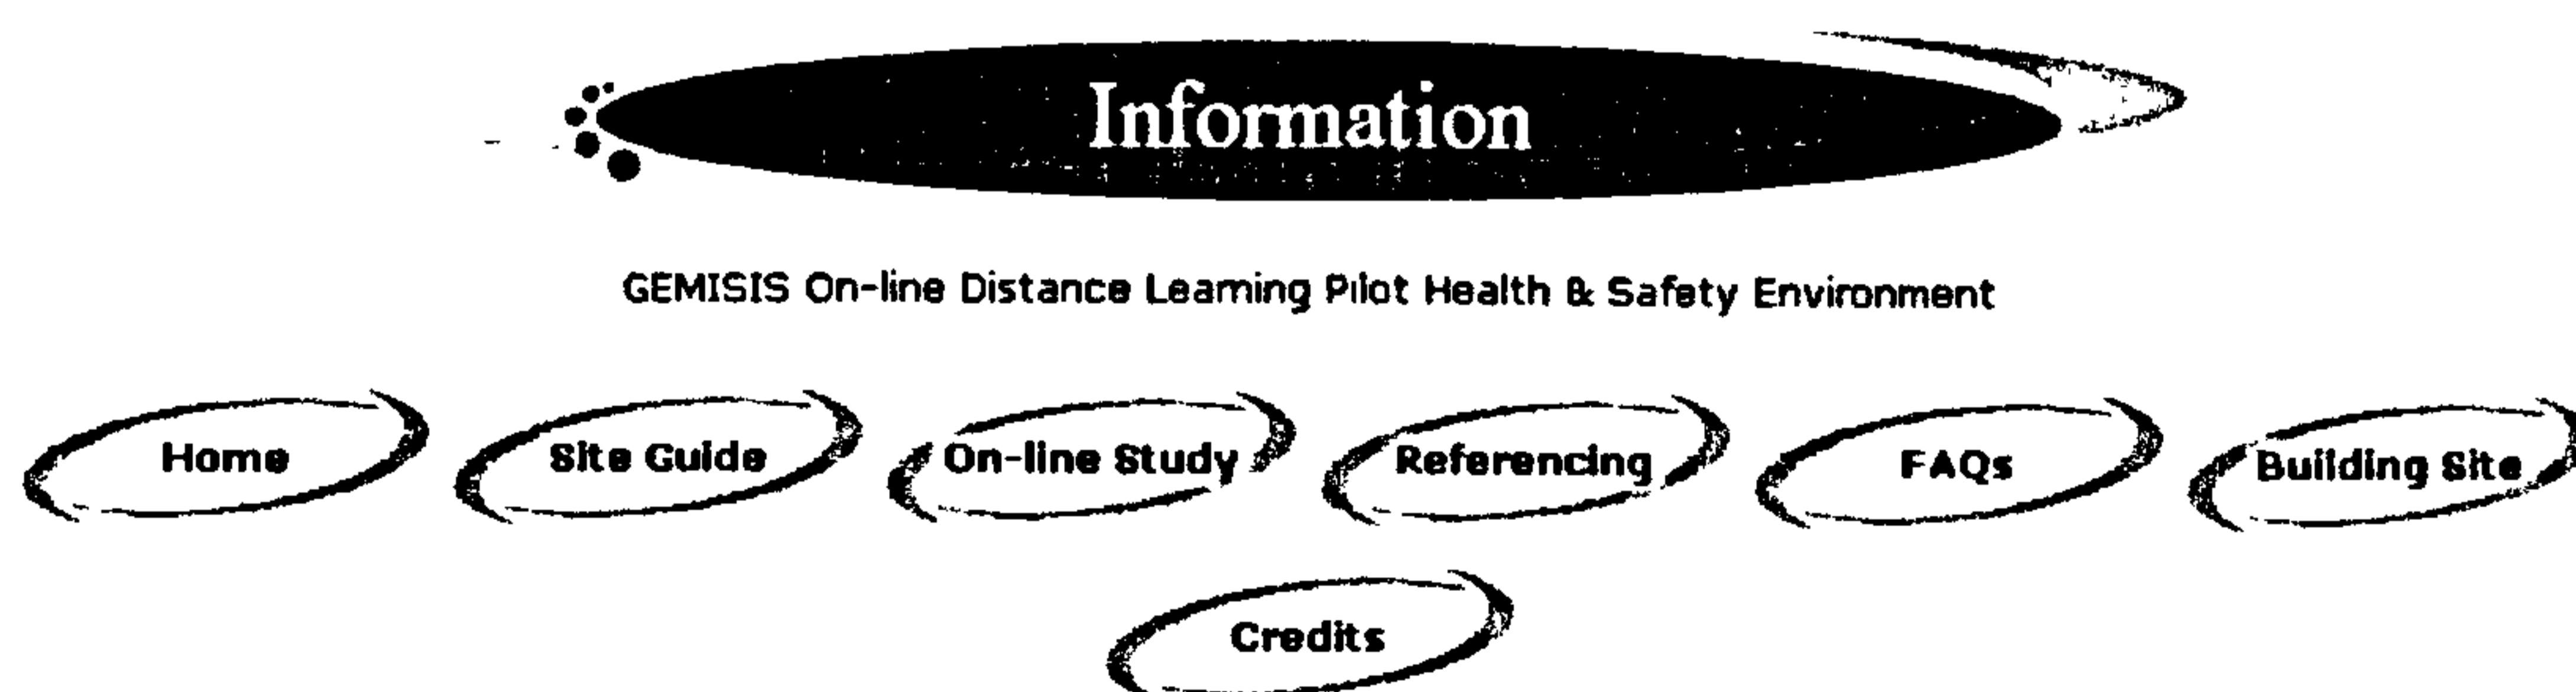 Information
GEMISIS On-line Distance Learning Pilot Health & Safety Environment
Home Site Guide On-line Study Referencing FAQs Building Site
Credits